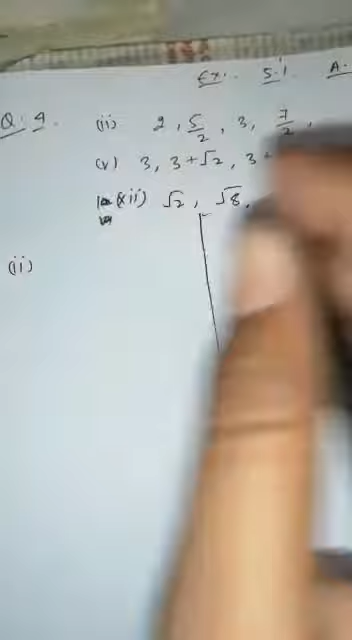 Ex. 5.1 A.
Q. 4. (ii) 2, 5/2, 3, 7/2,
(v) 3, 3+√2, 3+
(xii) √2, √8,
(ii)